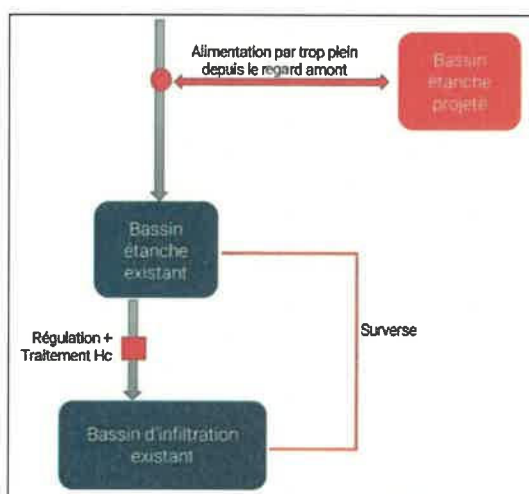 Alimentation par trop plein
depuis le regard amont
Bassin
étanche
projeté
Bassin
étanche
existant
Régulation +
Traitement Hc
Surverse
Bassin d'infiltration
existant